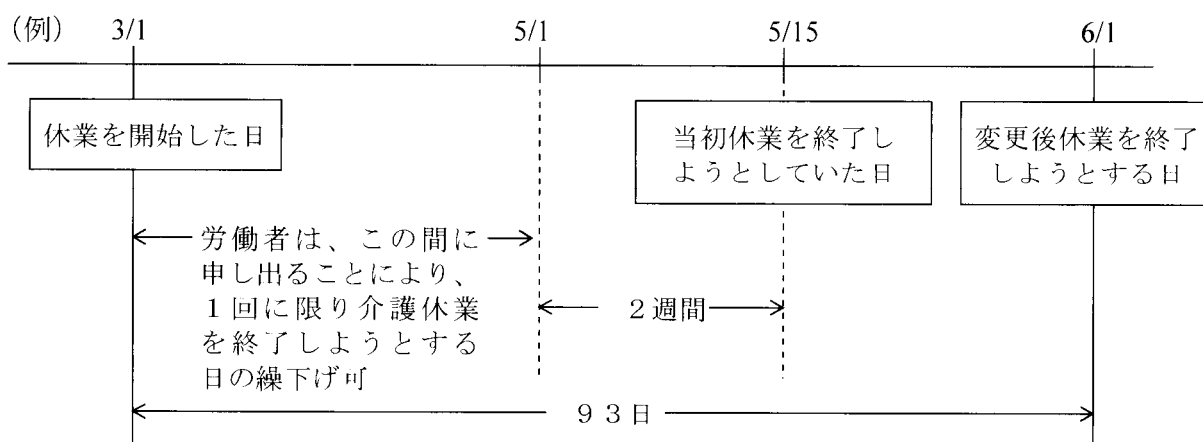 (例) 3/1 5/1 5/15 6/1
休業を開始した日
当初休業を終了し
ようとしていた日
変更後休業を終了
しようとする日
労働者は、この間に
申し出ることにより、
1回に限り介護休業
を終了しようとする
日の繰下げ可
2週間
93日